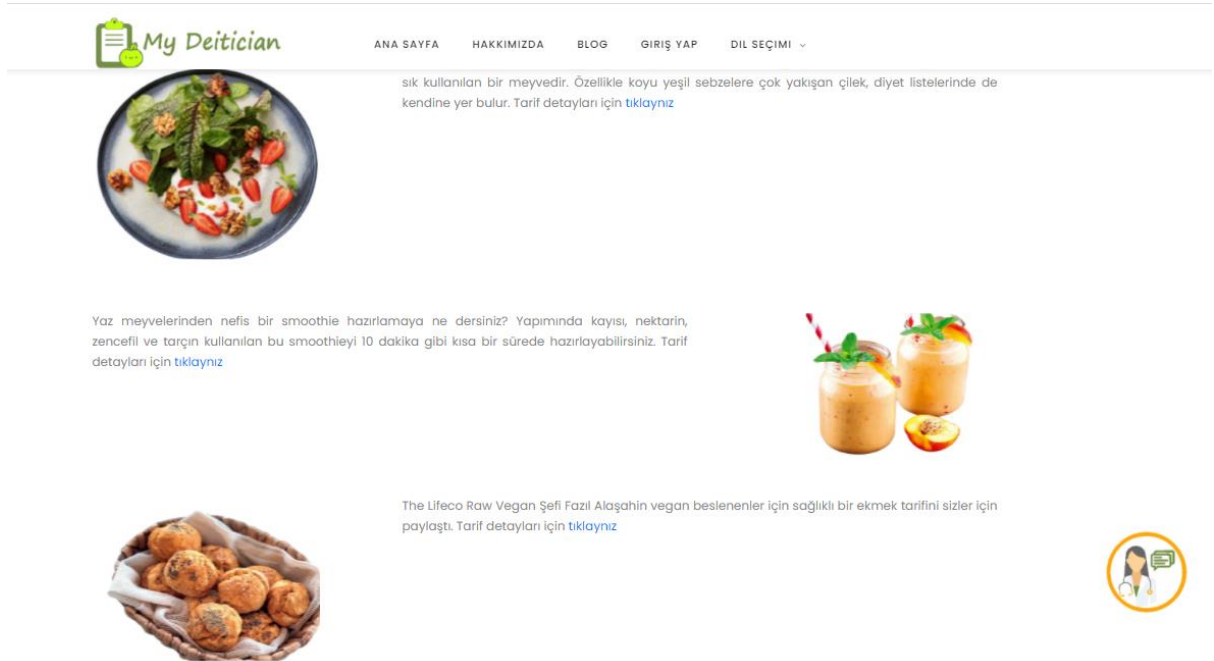 My Deitician
ANA SAYFA HAKKIMIZDA BLOG GIRIŞ YAP DIL SEÇIMI
sık kullanılan bir meyvedir. Özellikle koyu yeşil sebzelere çok yakışan çilek, diyet listelerinde de
kendine yer bulur. Tarif detayları için tıklaynız
Yaz meyvelerinden nefis bir smoothie hazırlamaya ne dersiniz? Yapımında kayısı, nektarin,
zencefil ve tarçın kullanılan bu smoothieyi 10 dakika gibi kısa bir sürede hazırlayabilirsiniz. Tarif
detayları için tıklaynız
The Lifeco Raw Vegan Şefi Fazıl Alaşahin vegan beslenenler için sağlıklı bir ekmek tarifini sizler için
paylaştı. Tarif detayları için tıklaynız